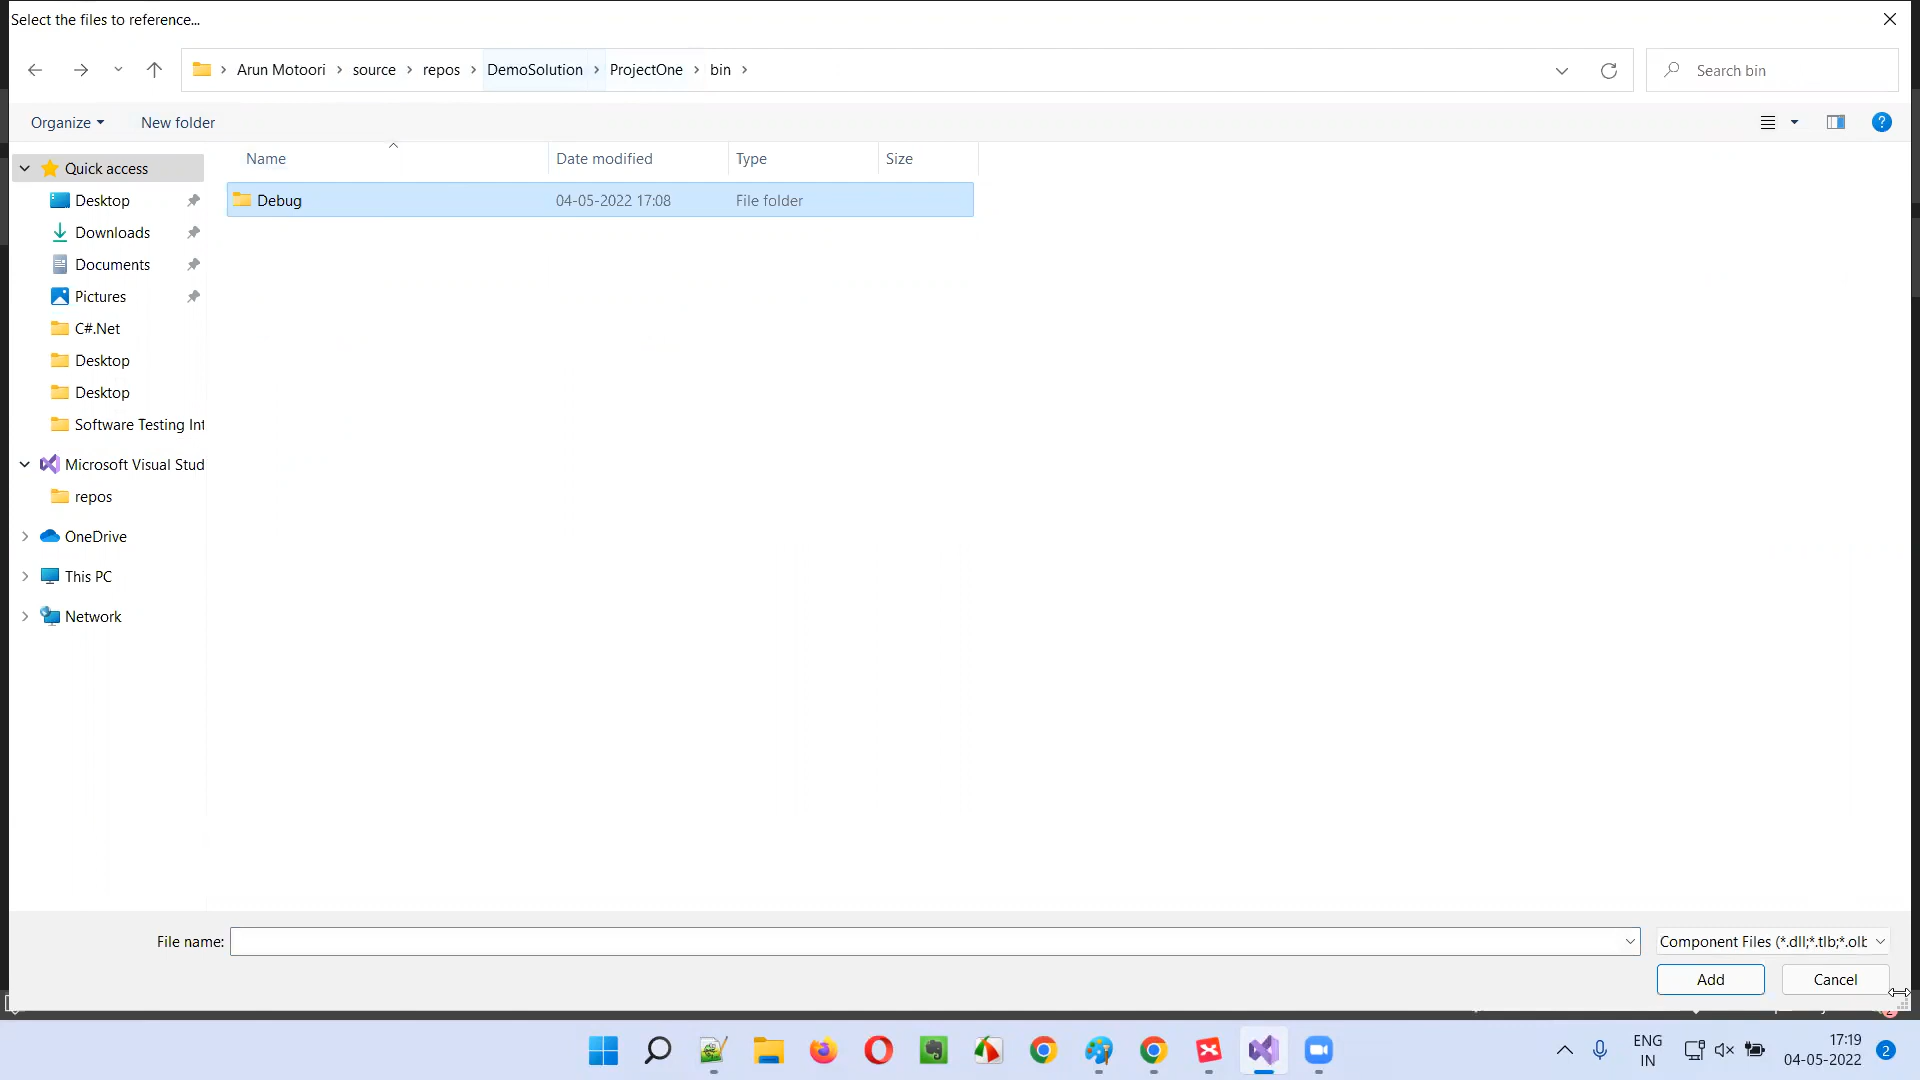 Select the files to reference...
Arun Motoori source repos DemoSolution ProjectOne bin
Search bin
Organize New folder
Name Date modified Type Size
Quick access
Debug 04-05-2022 17:08 File folder
Desktop
Downloads
Documents
Pictures
C#.Net
Desktop
Desktop
Software Testing Int
Microsoft Visual Stud
repos
OneDrive
This PC
Network
File name:
Component Files (*.dll;*.tlb;*.olb
Add Cancel
ENG
IN
17:19
04-05-2022
2